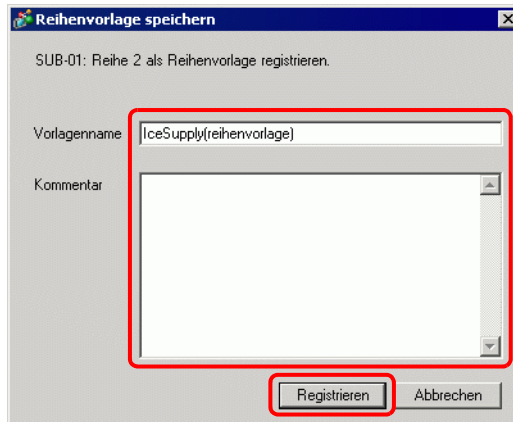 Reihenvorlage speichern
SUB-01: Reihe 2 als Reihenvorlage registrieren.
Vorlagenname IceSupply(reihenvorlage)
Kommentar
Registrieren Abbrechen